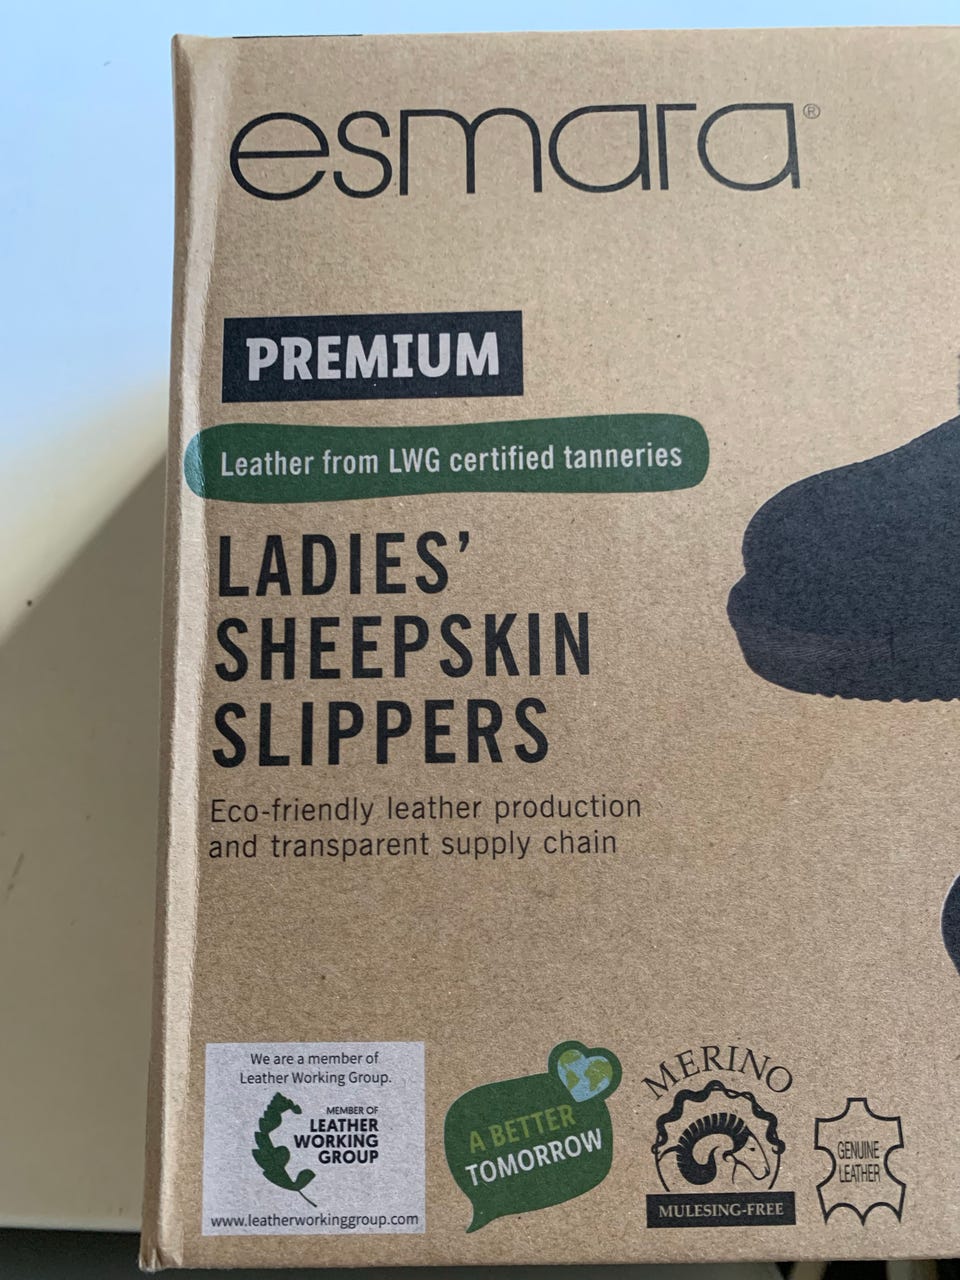 esmara®
PREMIUM
Leather from LWG certified tanneries
LADIES’
SHEEPSKIN
SLIPPERS
Eco-friendly leather production
and transparent supply chain
We are a member of
Leather Working Group.
MEMBER OF
LEATHER
WORKING
GROUP
www.leatherworkinggroup.com
A BETTER
TOMORROW
MERINO
MULESING-FREE
GENUINE
LEATHER